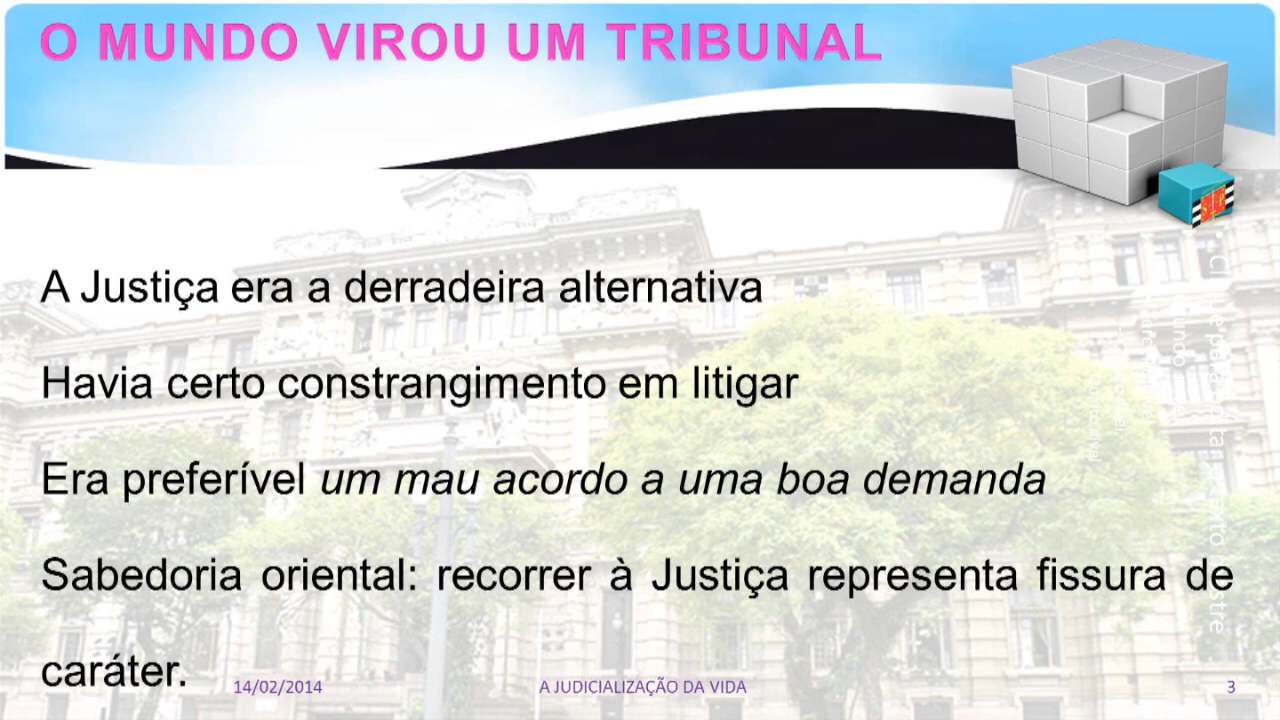 O MUNDO VIROU UM TRIBUNAL
A Justiça era a derradeira alternativa
Havia certo constrangimento em litigar
Era preferível um mau acordo a uma boa demanda
Sabedoria oriental: recorrer à Justiça representa fissura de
caráter.
14/02/2014
A JUDICIALIZAÇÃO DA VIDA
3